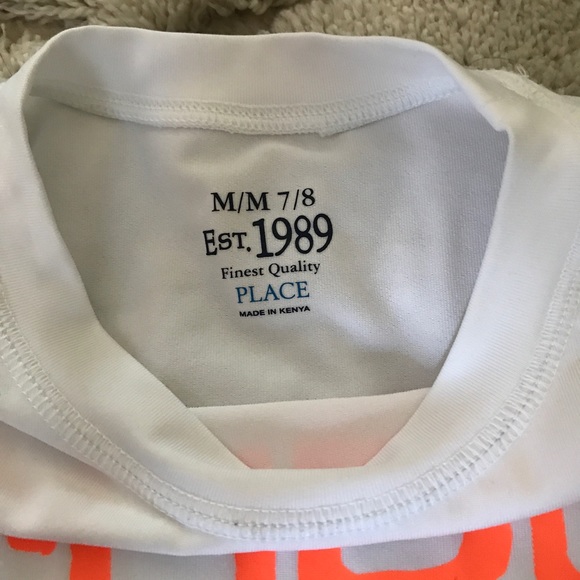 M/M 7/8
EST. 1989
Finest Quality
PLACE
MADE IN KENYA